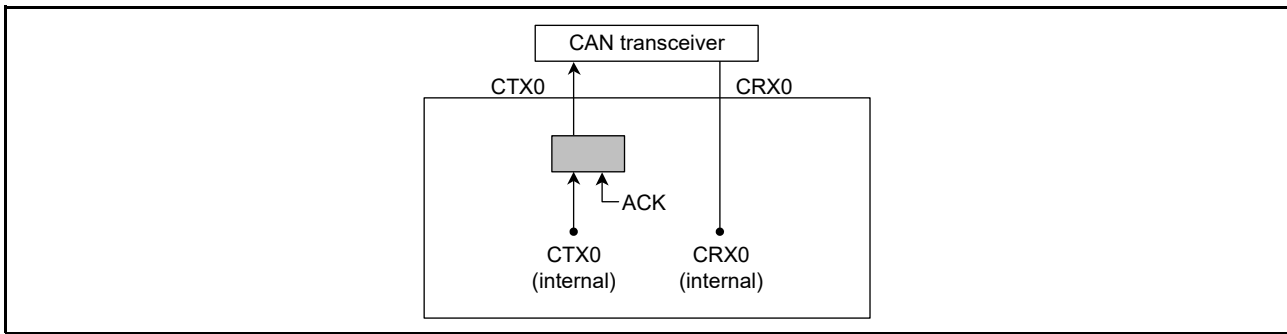 CAN transceiver
CTX0
CRX0
ACK
CTX0
(internal)
CRX0
(internal)